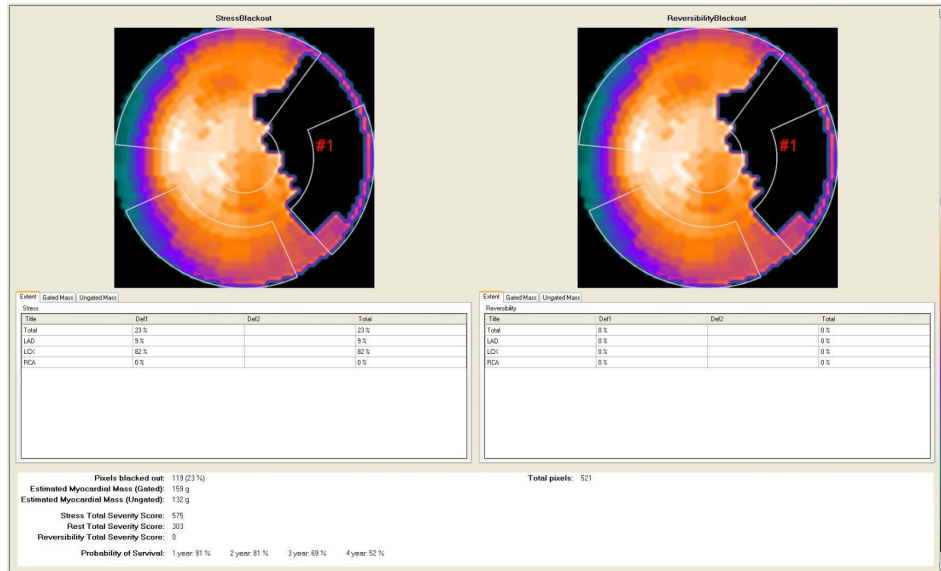 StressBlackout
ReversibilityBlackout
#1
#1
Extent Gated Mass Ungated Mass
Stress
Title Def1 Def2 Total
Total 23 % 23 %
LAD 9 % 9 %
LCX 82 % 82 %
RCA 0 % 0 %
Extent Gated Mass Ungated Mass
Reversibility
Title Def1 Def2 Total
Total 0 % 0 %
LAD 0 % 0 %
LCX 0 % 0 %
RCA 0 % 0 %
Pixels blacked out: 119 (23 %)
Total pixels: 521
Estimated Myocardial Mass (Gated): 159 g
Estimated Myocardial Mass (Ungated): 132 g
Stress Total Severity Score: 575
Rest Total Severity Score: 303
Reversibility Total Severity Score: 0
Probability of Survival: 1 year: 91 % 2 year: 81 % 3 year: 69 % 4 year: 52 %